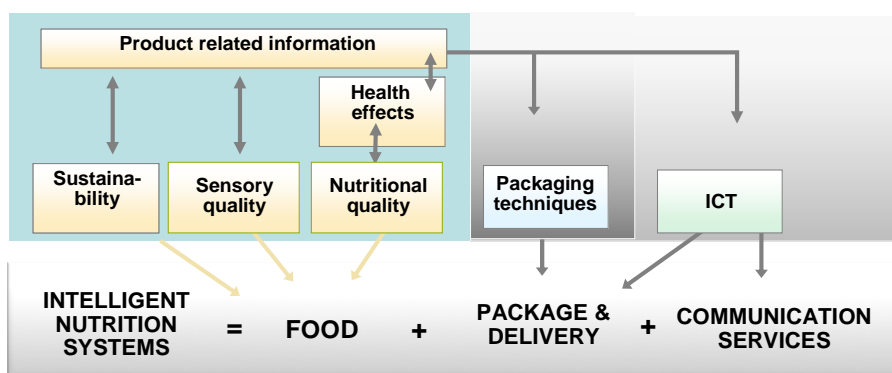 Product related information
Health
effects
Sustaina-
bility
Sensory
quality
Nutritional
quality
Packaging
techniques
ICT
INTELLIGENT
NUTRITION
SYSTEMS
=
FOOD
+
PACKAGE &
DELIVERY
+
COMMUNICATION
SERVICES